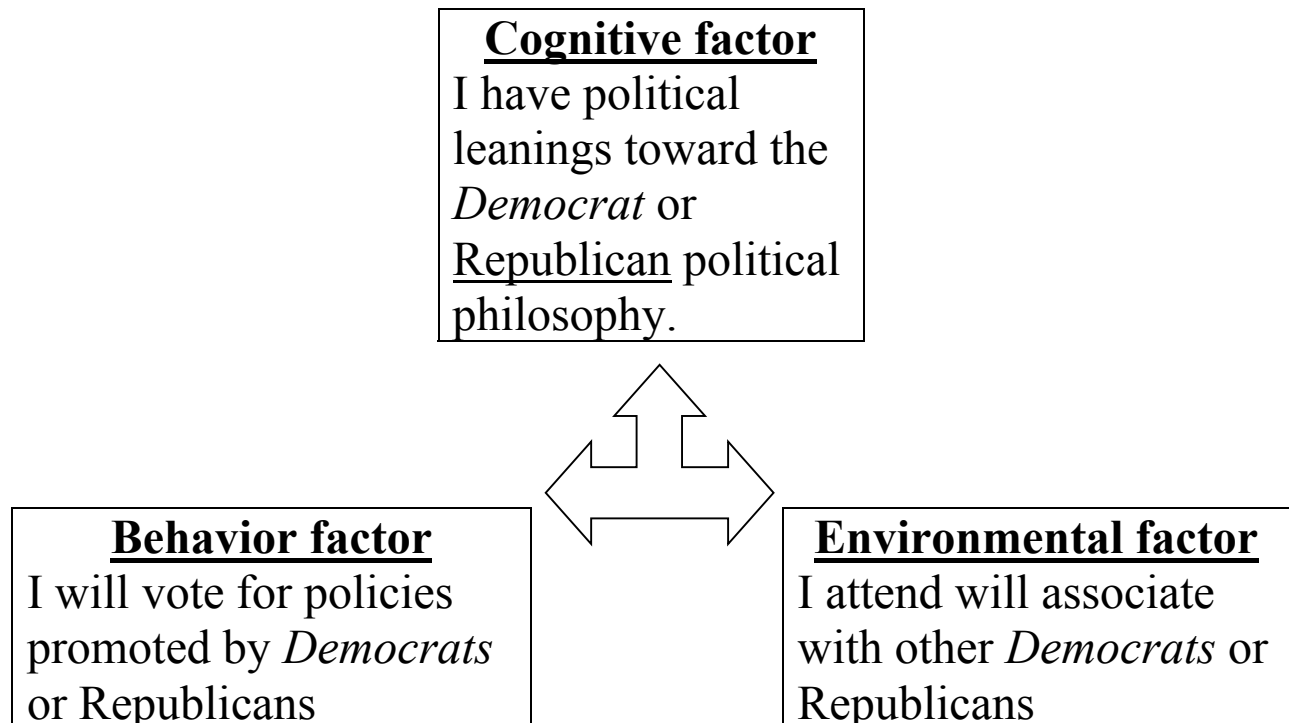 Cognitive factor
I have political
leanings toward the
Democrat or
Republican political
philosophy.
Behavior factor
I will vote for policies
promoted by Democrats
or Republicans
Environmental factor
I attend will associate
with other Democrats or
Republicans